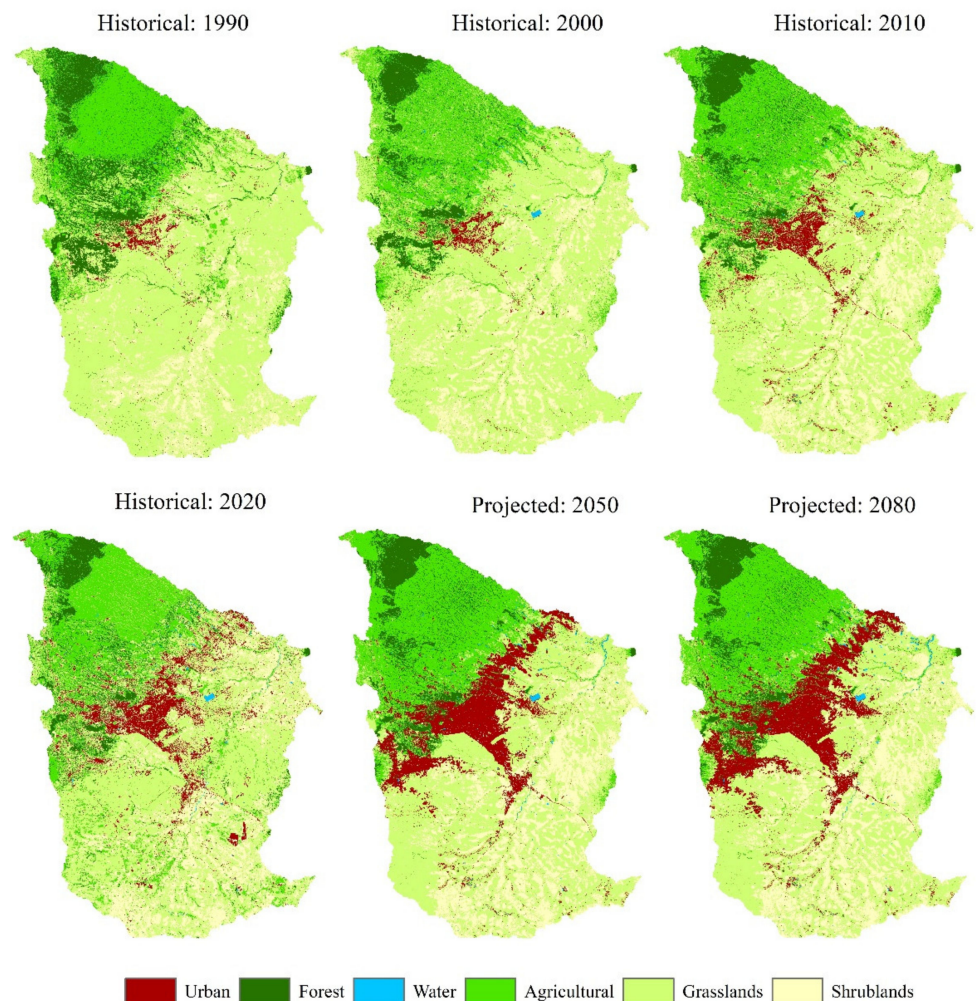 Historical: 1990
Historical: 2000
Historical: 2010
Historical: 2020
Projected: 2050
Projected: 2080
Urban
Forest
Water
Agricultural
Grasslands
Shrublands